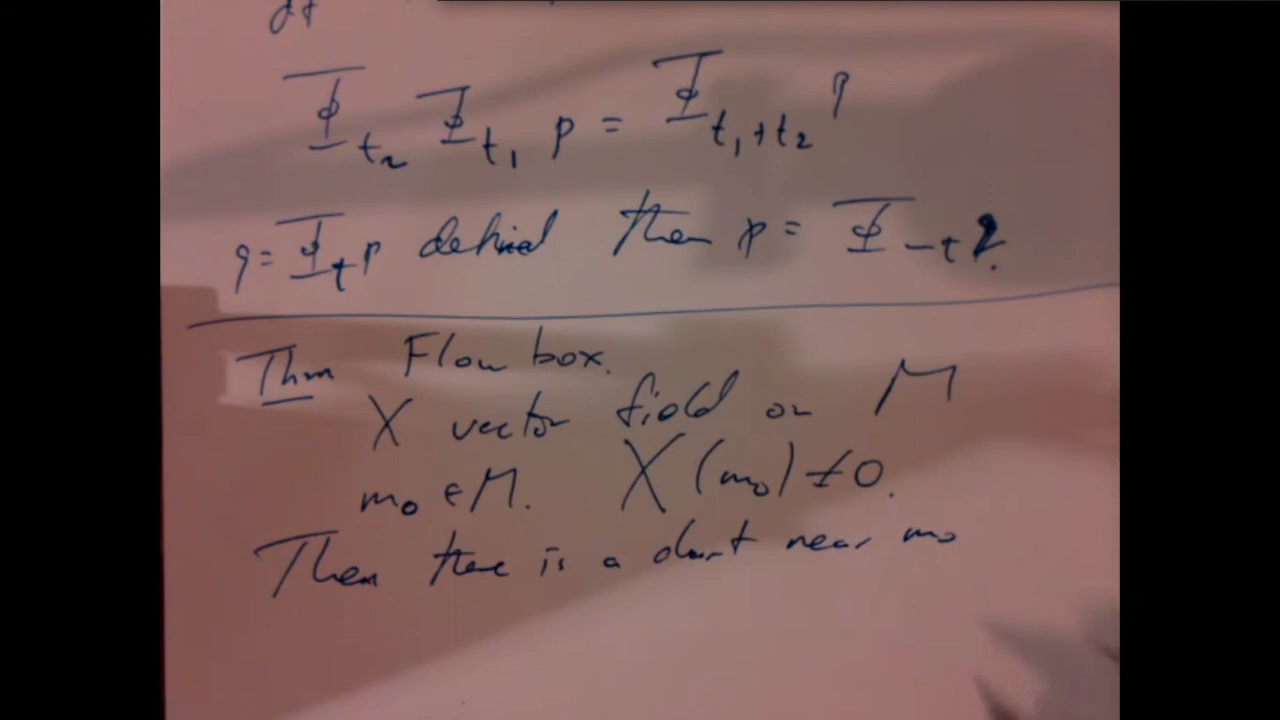 Φ_{t₂} Φ_{t₁} p = Φ_{t₁+t₂} p
q = Φ_t p defined then p = Φ_{-t} q.
Thm Flow box.
X vector field on M
m₀ ∈ M. X(m₀) ≠ 0.
Then there is a chart near m₀